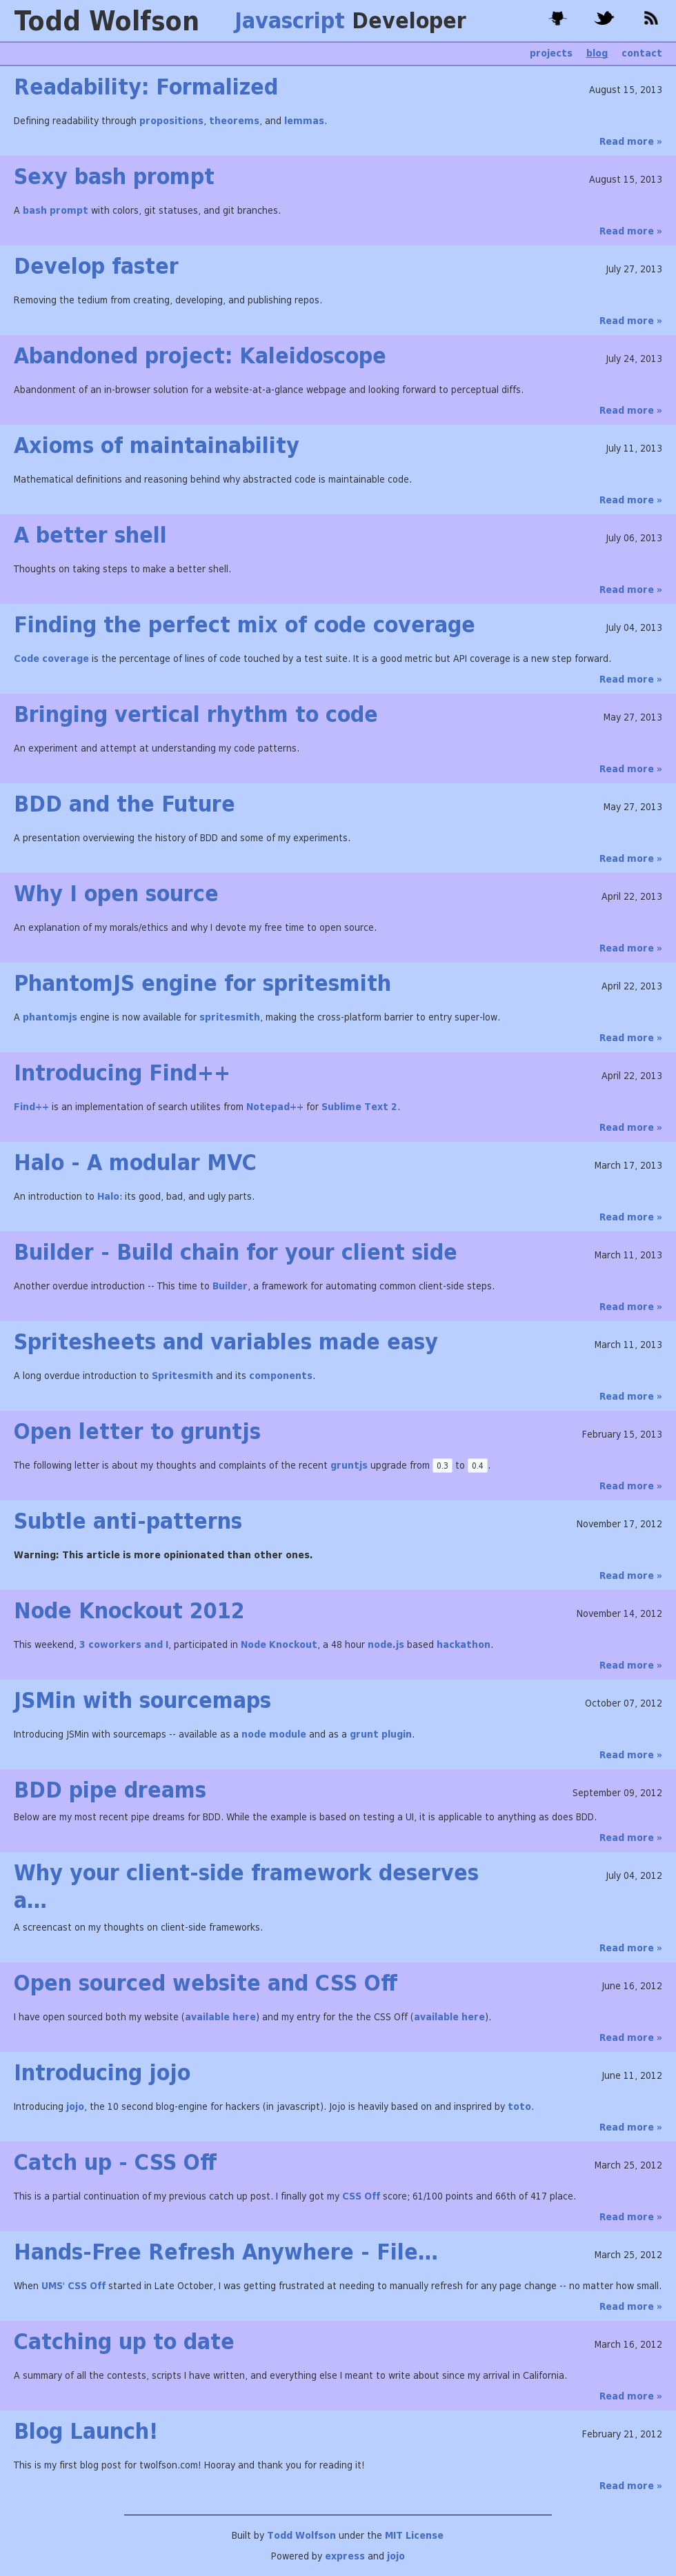 Todd Wolfson Javascript Developer
projects blog contact
Readability: Formalized August 15, 2013
Defining readability through propositions, theorems, and lemmas.
Read more »
Sexy bash prompt August 15, 2013
A bash prompt with colors, git statuses, and git branches.
Read more »
Develop faster July 27, 2013
Removing the tedium from creating, developing, and publishing repos.
Read more »
Abandoned project: Kaleidoscope July 24, 2013
Abandonment of an in-browser solution for a website-at-a-glance webpage and looking forward to perceptual diffs.
Read more »
Axioms of maintainability July 11, 2013
Mathematical definitions and reasoning behind why abstracted code is maintainable code.
Read more »
A better shell July 06, 2013
Thoughts on taking steps to make a better shell.
Read more »
Finding the perfect mix of code coverage July 04, 2013
Code coverage is the percentage of lines of code touched by a test suite. It is a good metric but API coverage is a new step forward.
Read more »
Bringing vertical rhythm to code May 27, 2013
An experiment and attempt at understanding my code patterns.
Read more »
BDD and the Future May 27, 2013
A presentation overviewing the history of BDD and some of my experiments.
Read more »
Why I open source April 22, 2013
An explanation of my morals/ethics and why I devote my free time to open source.
Read more »
PhantomJS engine for spritesmith April 22, 2013
A phantomjs engine is now available for spritesmith, making the cross-platform barrier to entry super-low.
Read more »
Introducing Find++ April 22, 2013
Find++ is an implementation of search utilites from Notepad++ for Sublime Text 2.
Read more »
Halo - A modular MVC March 17, 2013
An introduction to Halo: its good, bad, and ugly parts.
Read more »
Builder - Build chain for your client side March 11, 2013
Another overdue introduction -- This time to Builder, a framework for automating common client-side steps.
Read more »
Spritesheets and variables made easy March 11, 2013
A long overdue introduction to Spritesmith and its components.
Read more »
Open letter to gruntjs February 15, 2013
The following letter is about my thoughts and complaints of the recent gruntjs upgrade from 0.3 to 0.4.
Read more »
Subtle anti-patterns November 17, 2012
Warning: This article is more opinionated than other ones.
Read more »
Node Knockout 2012 November 14, 2012
This weekend, 3 coworkers and I, participated in Node Knockout, a 48 hour node.js based hackathon.
Read more »
JSMin with sourcemaps October 07, 2012
Introducing JSMin with sourcemaps -- available as a node module and as a grunt plugin.
Read more »
BDD pipe dreams September 09, 2012
Below are my most recent pipe dreams for BDD. While the example is based on testing a UI, it is applicable to anything as does BDD.
Read more »
Why your client-side framework deserves July 04, 2012
a...
A screencast on my thoughts on client-side frameworks.
Read more »
Open sourced website and CSS Off June 16, 2012
I have open sourced both my website (available here) and my entry for the the CSS Off (available here).
Read more »
Introducing jojo June 11, 2012
Introducing jojo, the 10 second blog-engine for hackers (in javascript). Jojo is heavily based on and insprired by toto.
Read more »
Catch up - CSS Off March 25, 2012
This is a partial continuation of my previous catch up post. I finally got my CSS Off score; 61/100 points and 66th of 417 place.
Read more »
Hands-Free Refresh Anywhere - File... March 25, 2012
When UMS' CSS Off started in Late October, I was getting frustrated at needing to manually refresh for any page change -- no matter how small.
Read more »
Catching up to date March 16, 2012
A summary of all the contests, scripts I have written, and everything else I meant to write about since my arrival in California.
Read more »
Blog Launch! February 21, 2012
This is my first blog post for twolfson.com! Hooray and thank you for reading it!
Read more »
Built by Todd Wolfson under the MIT License
Powered by express and jojo